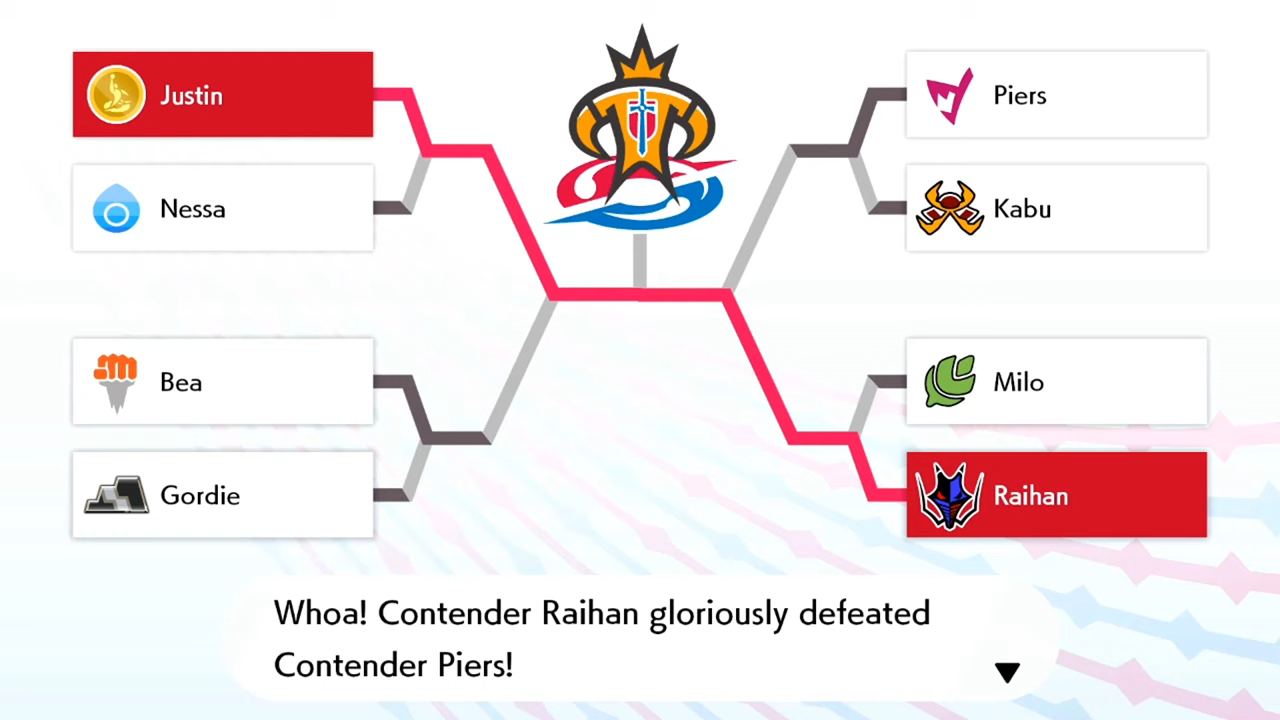 Justin
Nessa
Bea
Gordie
Piers
Kabu
Milo
Raihan
Whoa! Contender Raihan gloriously defeated
Contender Piers!